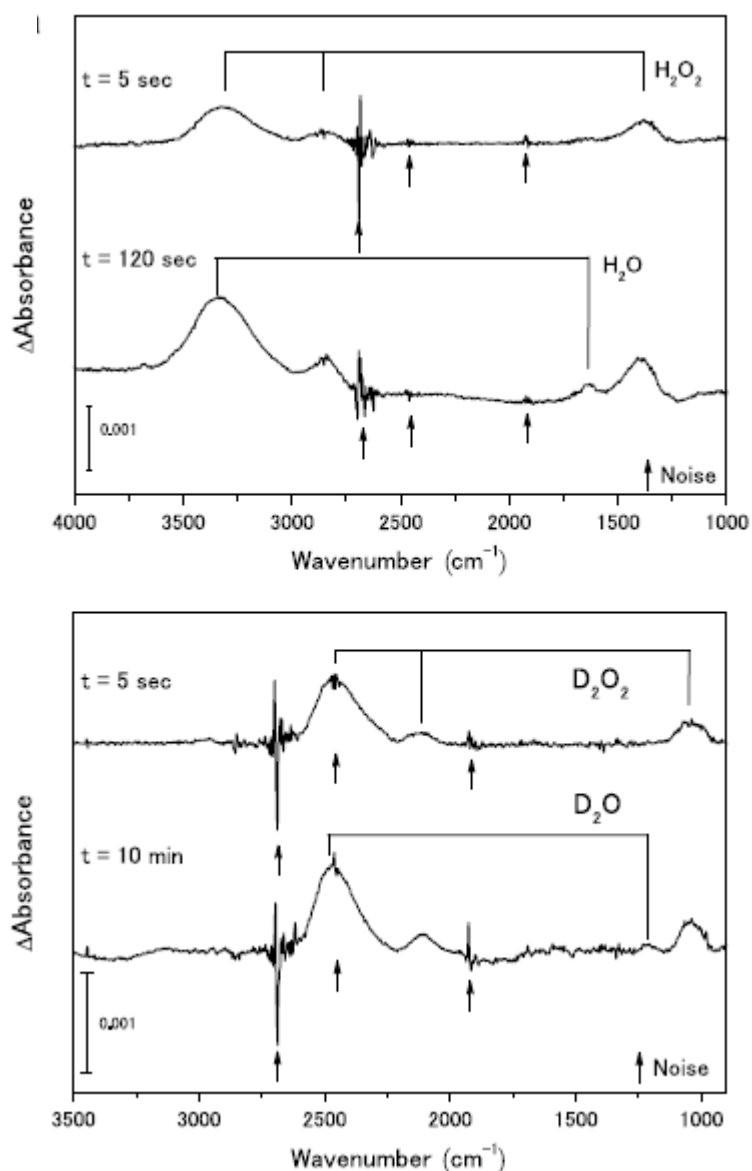 t = 5 sec
H₂O₂
t = 120 sec
H₂O
ΔAbsorbance
0.001
Noise
4000 3500 3000 2500 2000 1500 1000
Wavenumber (cm⁻¹)
t = 5 sec
D₂O₂
D₂O
t = 10 min
ΔAbsorbance
0.001
Noise
3500 3000 2500 2000 1500 1000
Wavenumber (cm⁻¹)